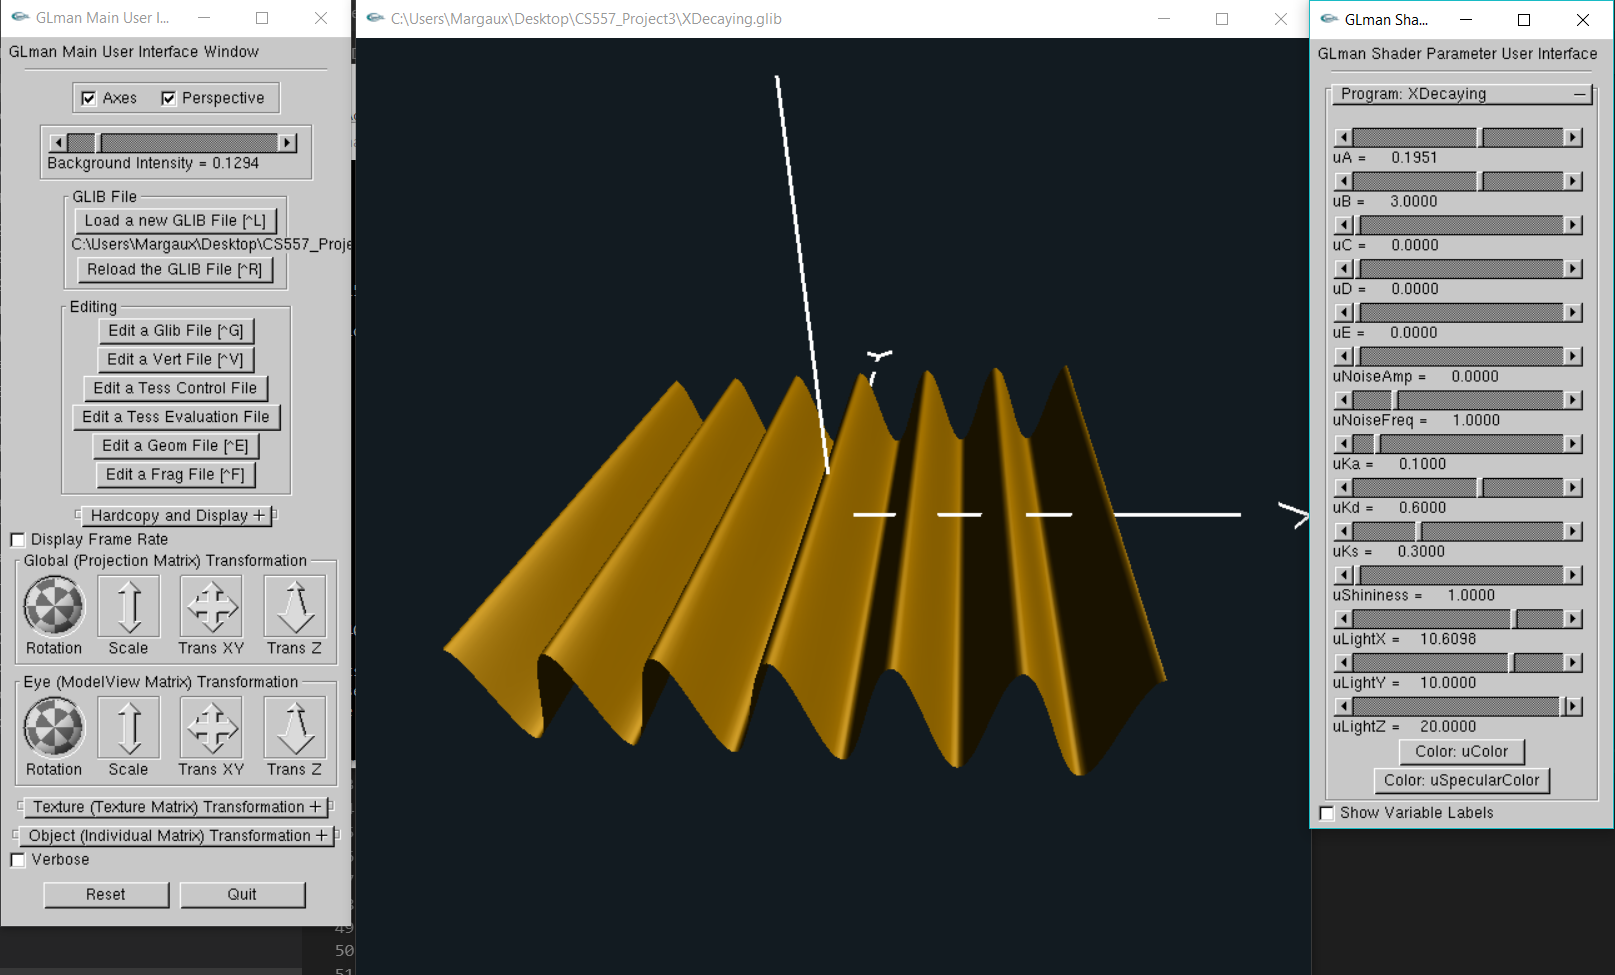 GLman Main User I...
GLman Main User Interface Window
Axes
Perspective
Background Intensity = 0.1294
GLIB File
Load a new GLIB File [^L]
C:\Users\Margaux\Desktop\CS557_Proje
Reload the GLIB File [^R]
Editing
Edit a Glib File [^G]
Edit a Vert File [^V]
Edit a Tess Control File
Edit a Tess Evaluation File
Edit a Geom File [^E]
Edit a Frag File [^F]
Hardcopy and Display +
Display Frame Rate
Global (Projection Matrix) Transformation
Rotation Scale Trans XY Trans Z
Eye (ModelView Matrix) Transformation
Rotation Scale Trans XY Trans Z
Texture (Texture Matrix) Transformation +
Object (Individual Matrix) Transformation +
Verbose
Reset Quit
49
50
51
C:\Users\Margaux\Desktop\CS557_Project3\XDecaying.glib
Y
GLman Sha...
GLman Shader Parameter User Interface
Program: XDecaying
uA = 0.1951
uB = 3.0000
uC = 0.0000
uD = 0.0000
uE = 0.0000
uNoiseAmp = 0.0000
uNoiseFreq = 1.0000
uKa = 0.1000
uKd = 0.6000
uKs = 0.3000
uShininess = 1.0000
uLightX = 10.6098
uLightY = 10.0000
uLightZ = 20.0000
Color: uColor
Color: uSpecularColor
Show Variable Labels